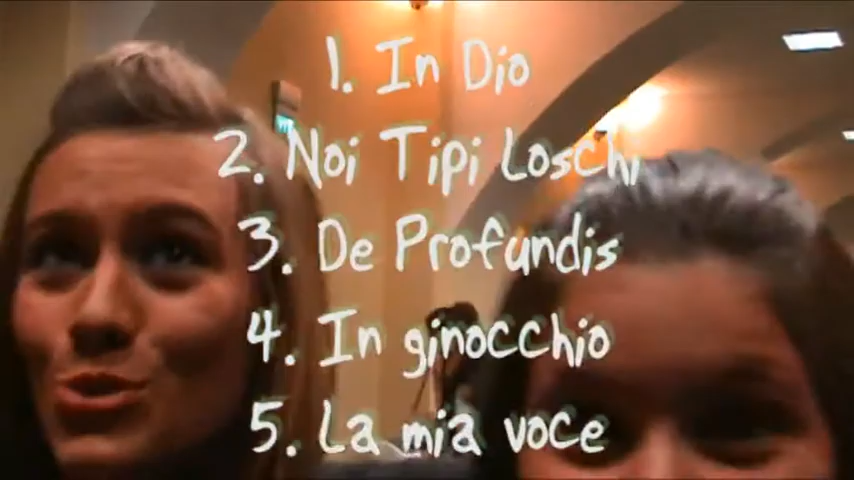 1. In Dio
2. Noi Tipi Loschi
3. De Profundis
4. In ginocchio
5. La mia voce